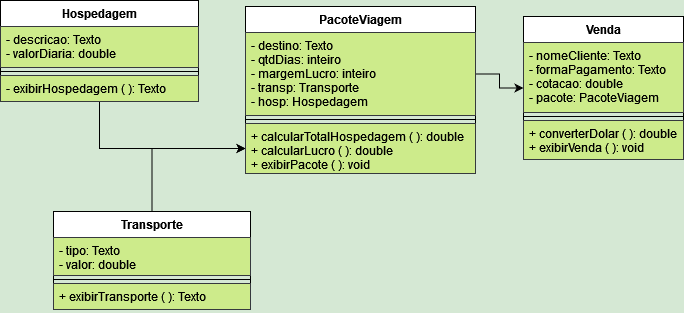 Hospedagem
- descricao: Texto
- valorDiaria: double
- exibirHospedagem ( ): Texto
PacoteViagem
- destino: Texto
- qtdDias: inteiro
- margemLucro: inteiro
- transp: Transporte
- hosp: Hospedagem
+ calcularTotalHospedagem ( ): double
+ calcularLucro ( ): double
+ exibirPacote ( ): void
Venda
- nomeCliente: Texto
- formaPagamento: Texto
- cotacao: double
- pacote: PacoteViagem
+ converterDolar ( ): double
+ exibirVenda ( ): void
Transporte
- tipo: Texto
- valor: double
+ exibirTransporte ( ): Texto